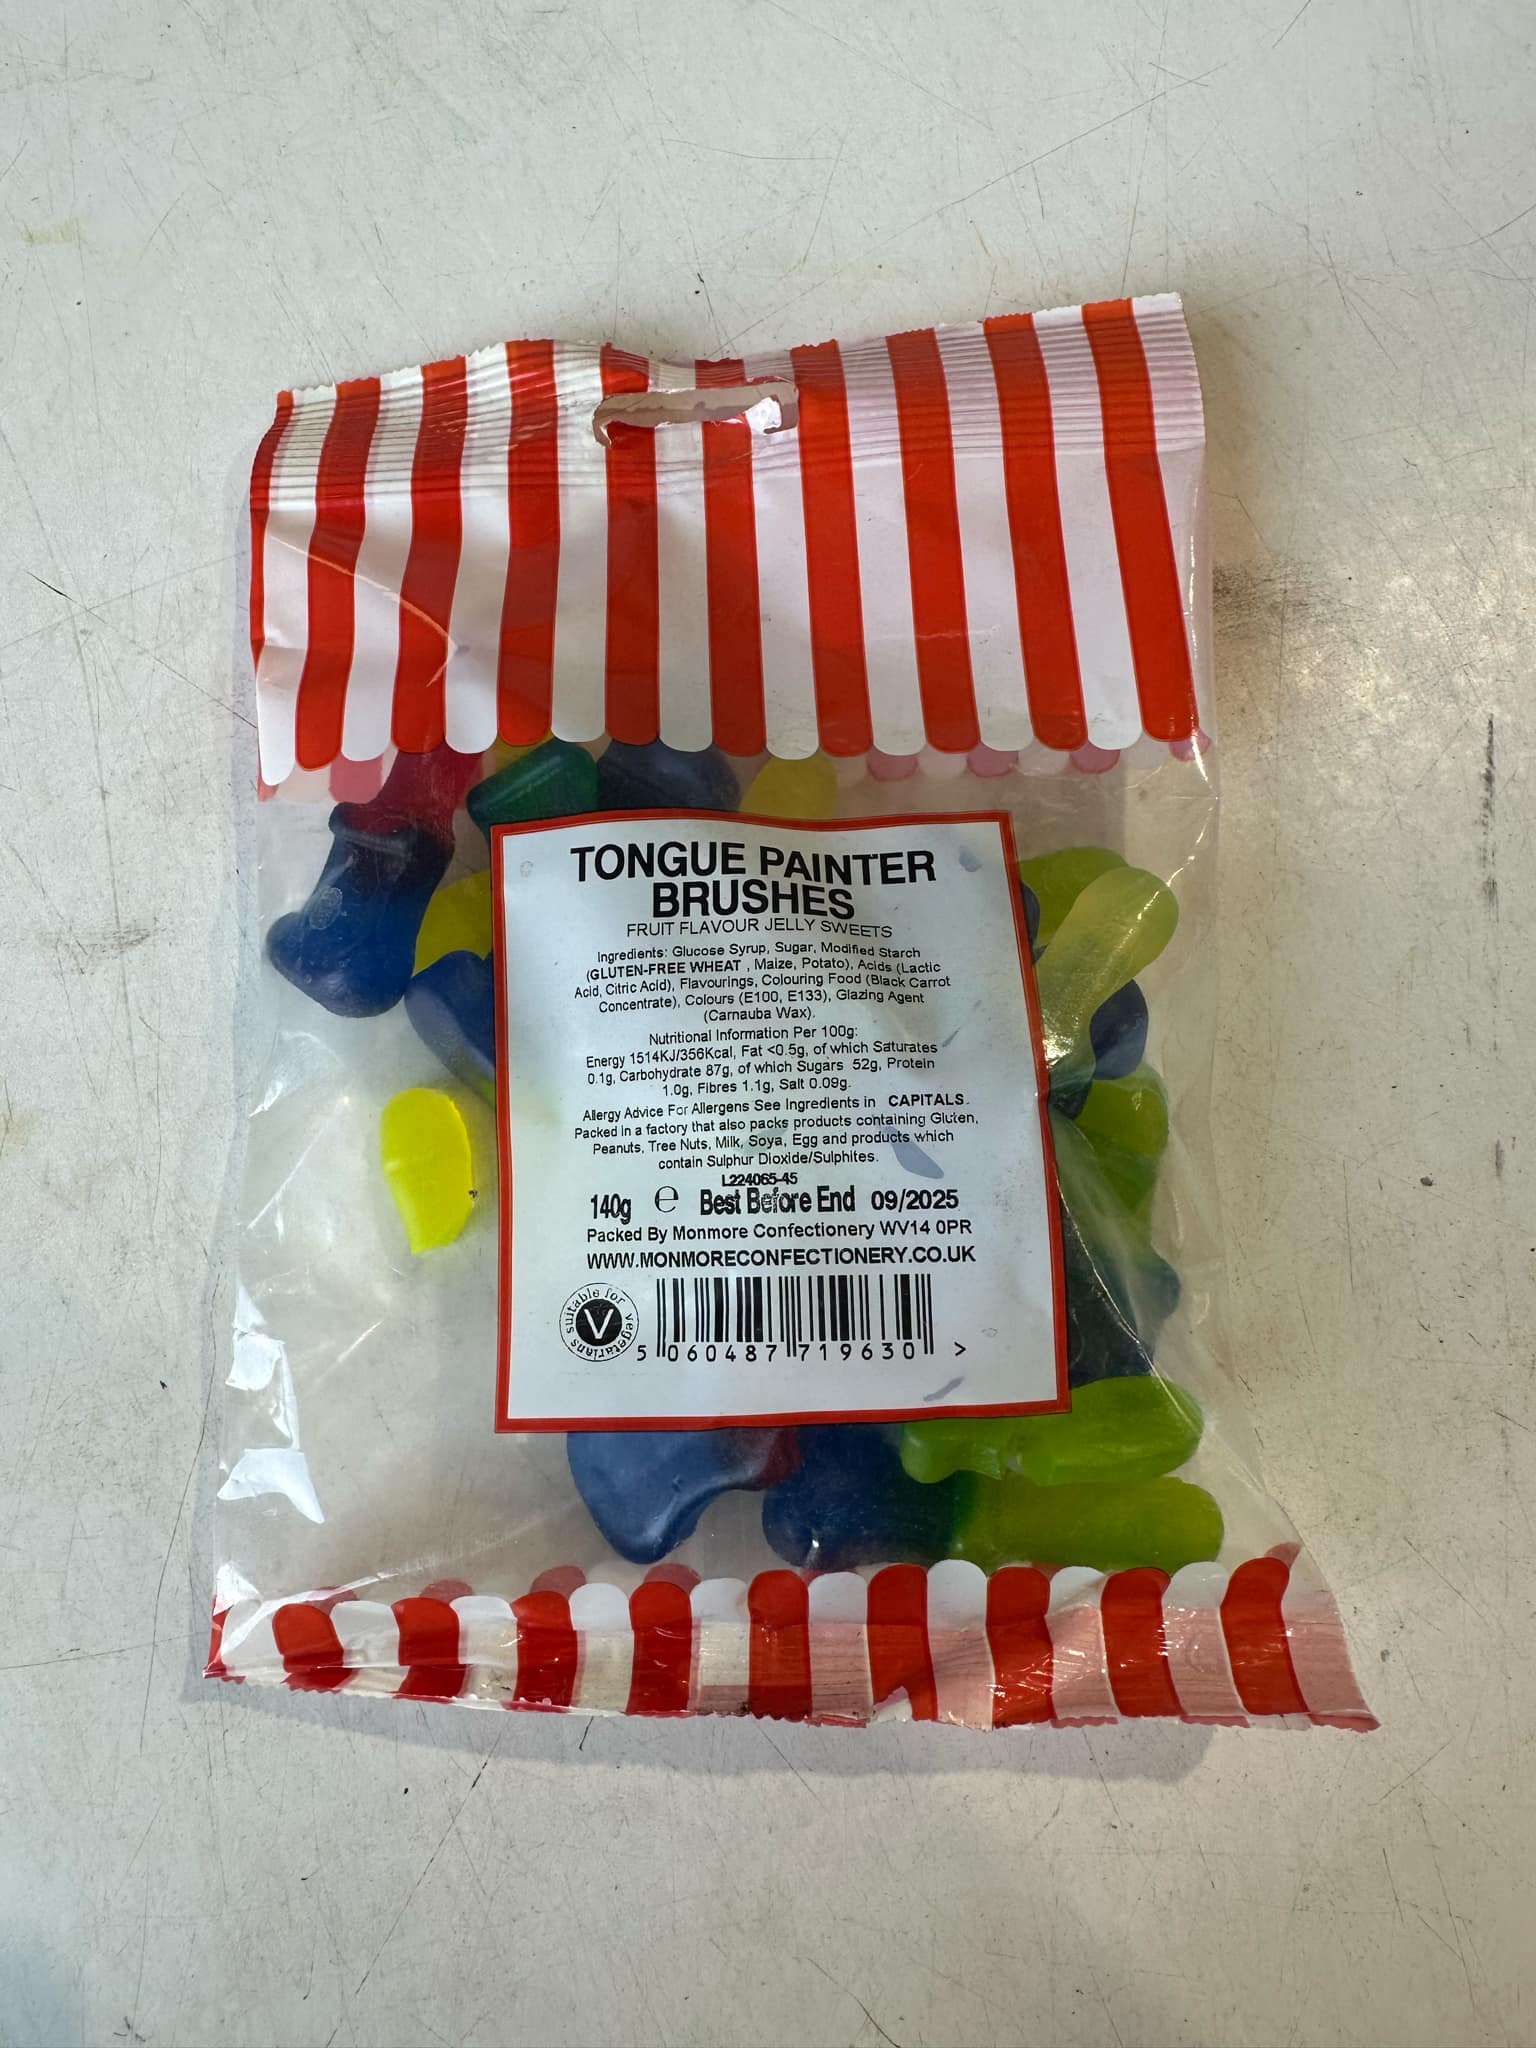 TONGUE PAINTER
BRUSHES
FRUIT FLAVOUR JELLY SWEETS
Ingredients: Glucose Syrup, Sugar, Modified Starch
(GLUTEN-FREE WHEAT , Maize, Potato), Acids (Lactic
Acid, Citric Acid), Flavourings, Colouring Food (Black Carrot
Concentrate), Colours (E100, E133), Glazing Agent
(Carnauba Wax).
Nutritional Information Per 100g:
Energy 1514KJ/356Kcal, Fat <0.5g, of which Saturates
0.1g, Carbohydrate 87g, of which Sugars 52g, Protein
1.0g, Fibres 1.1g, Salt 0.09g.
Allergy Advice For Allergens See Ingredients in CAPITALS.
Packed in a factory that also packs products containing Gluten,
Peanuts, Tree Nuts, Milk, Soya, Egg and products which
contain Sulphur Dioxide/Sulphites.
L224065-45
140g ℮ Best Before End 09/2025
Packed By Monmore Confectionery WV14 0PR
WWW.MONMORECONFECTIONERY.CO.UK
suitable for vegetarians
V
5 060487 719630 >